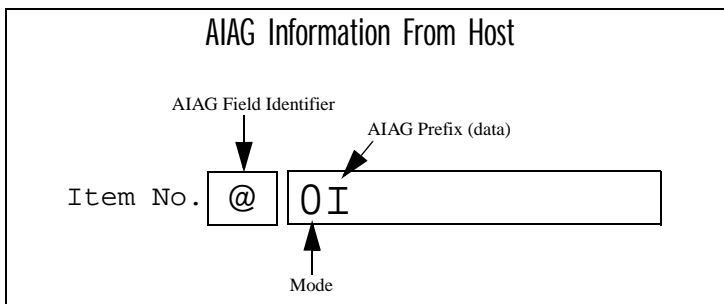 AIAG Information From Host
AIAG Field Identifier
AIAG Prefix (data)
Item No. @ 0I
Mode